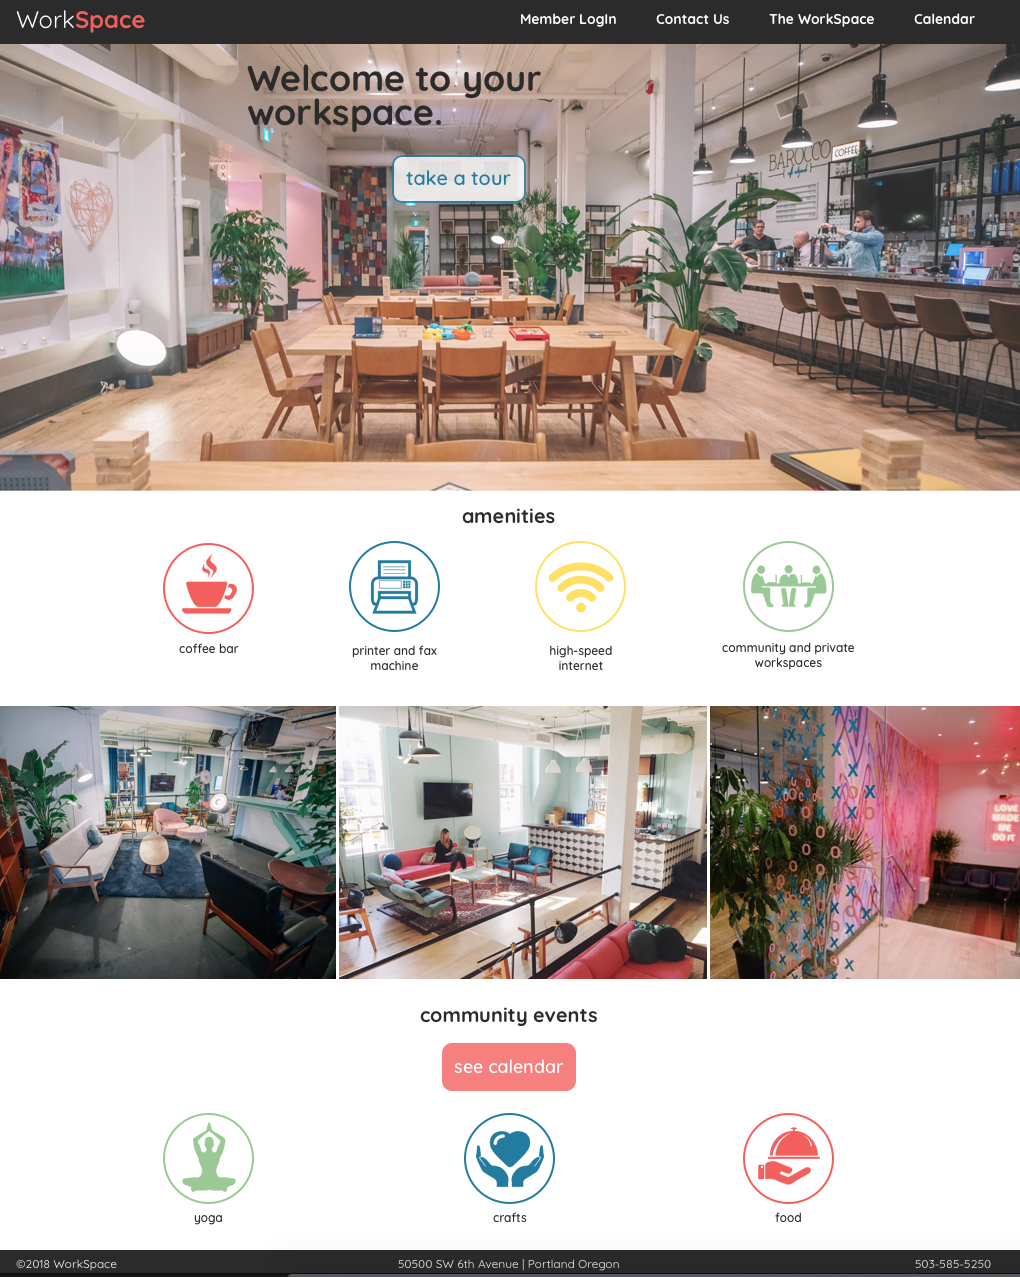 WorkSpace
Member LogIn
Contact Us
The WorkSpace
Calendar
Welcome to your
workspace.
take a tour
BAROCCO
COFFEE
amenities
coffee bar
printer and fax
machine
high-speed
internet
community and private
workspaces
LOVE
MADE
ME
DO IT
community events
see calendar
yoga
crafts
food
©2018 WorkSpace
50500 SW 6th Avenue | Portland Oregon
503-585-5250